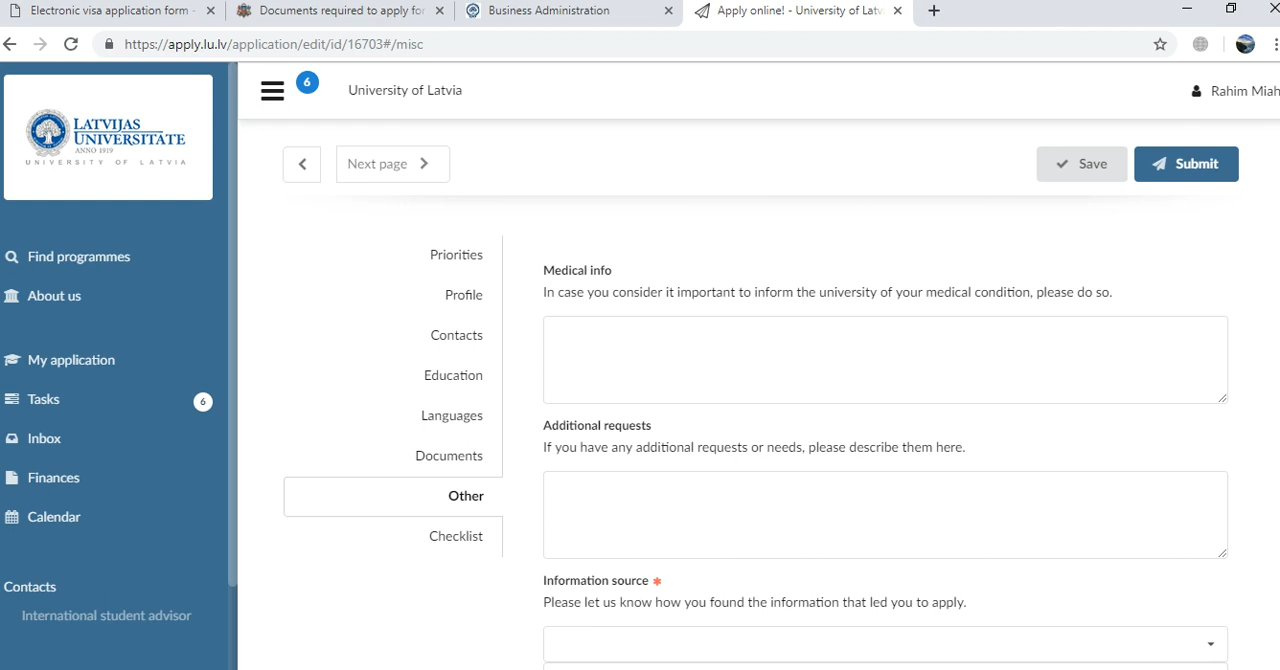 Electronic visa application form -
Documents required to apply for
Business Administration
Apply online! - University of Latv
https://apply.lu.lv/application/edit/id/16703#/misc
LATVIJAS
UNIVERSITATE
ANNO 1919
UNIVERSITY OF LATVIA
6
University of Latvia
Rahim Miah
Next page
Save
Submit
Find programmes
About us
My application
Tasks
6
Inbox
Finances
Calendar
Contacts
International student advisor
Priorities
Profile
Contacts
Education
Languages
Documents
Other
Checklist
Medical info
In case you consider it important to inform the university of your medical condition, please do so.
Additional requests
If you have any additional requests or needs, please describe them here.
Information source *
Please let us know how you found the information that led you to apply.